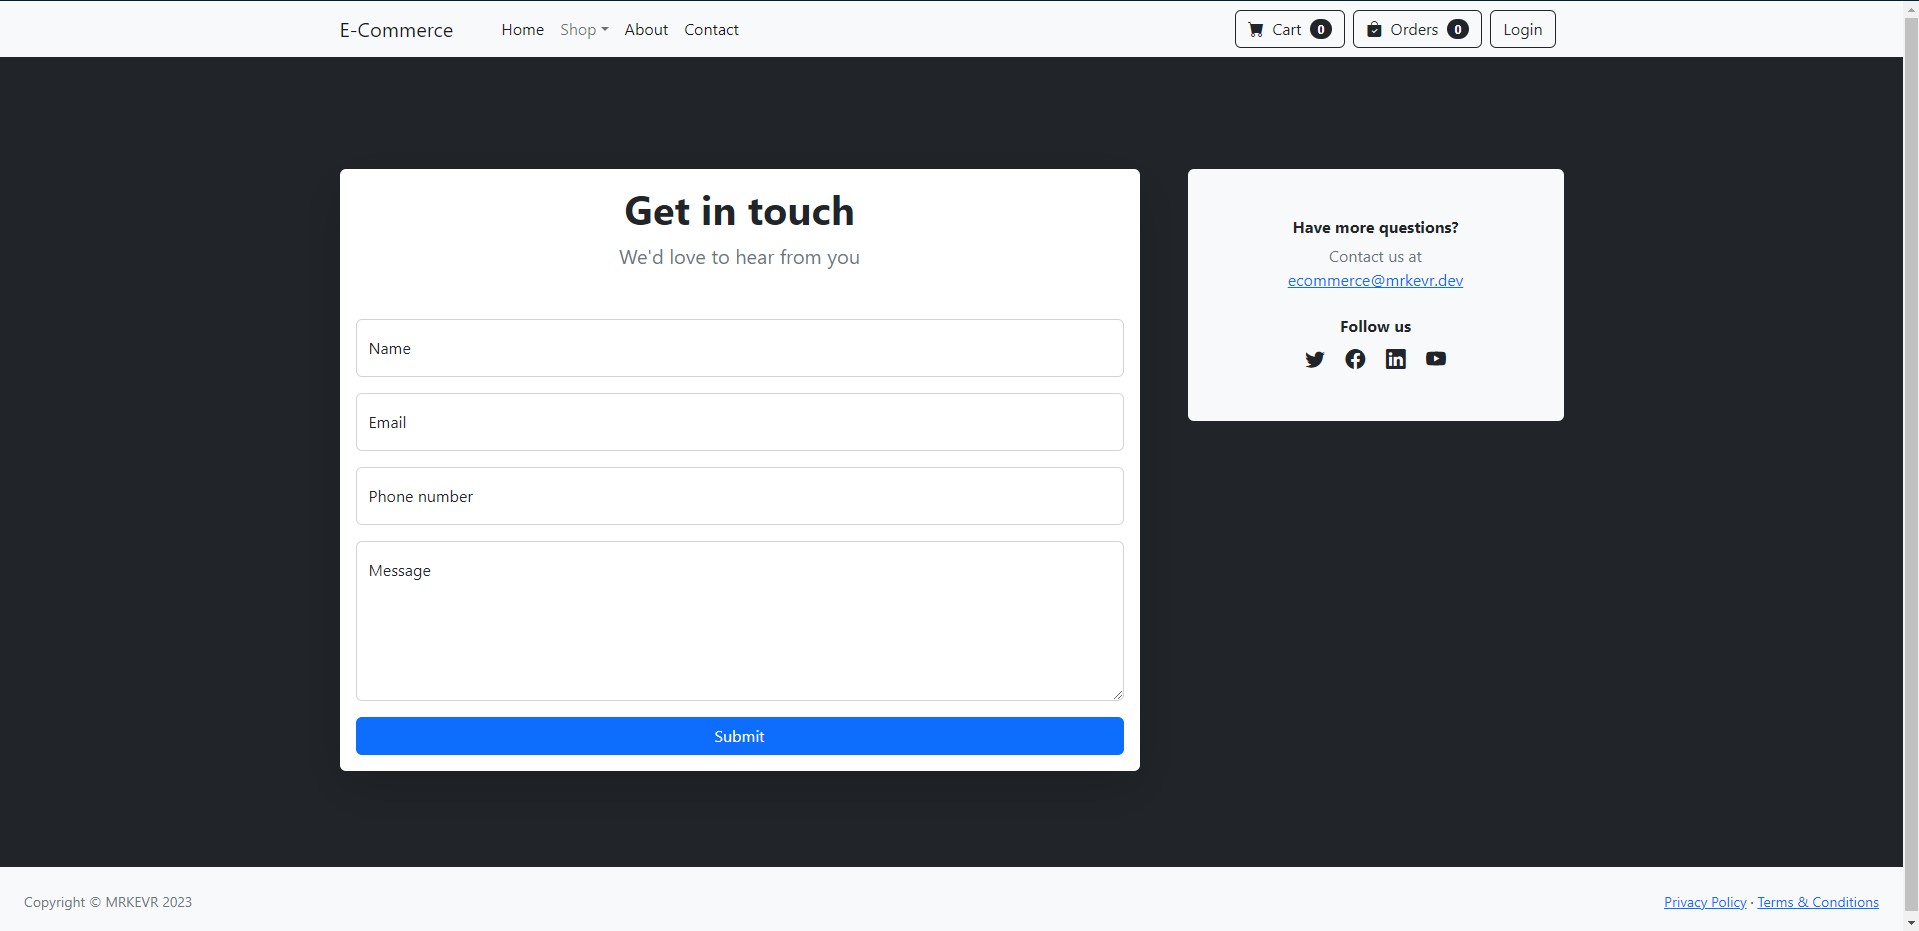 E-Commerce
Home
Shop
About
Contact
Cart 0
Orders 0
Login
Get in touch
We'd love to hear from you
Name
Email
Phone number
Message
Submit
Have more questions?
Contact us at
ecommerce@mrkevr.dev
Follow us
in
Copyright © MRKEVR 2023
Privacy Policy · Terms & Conditions